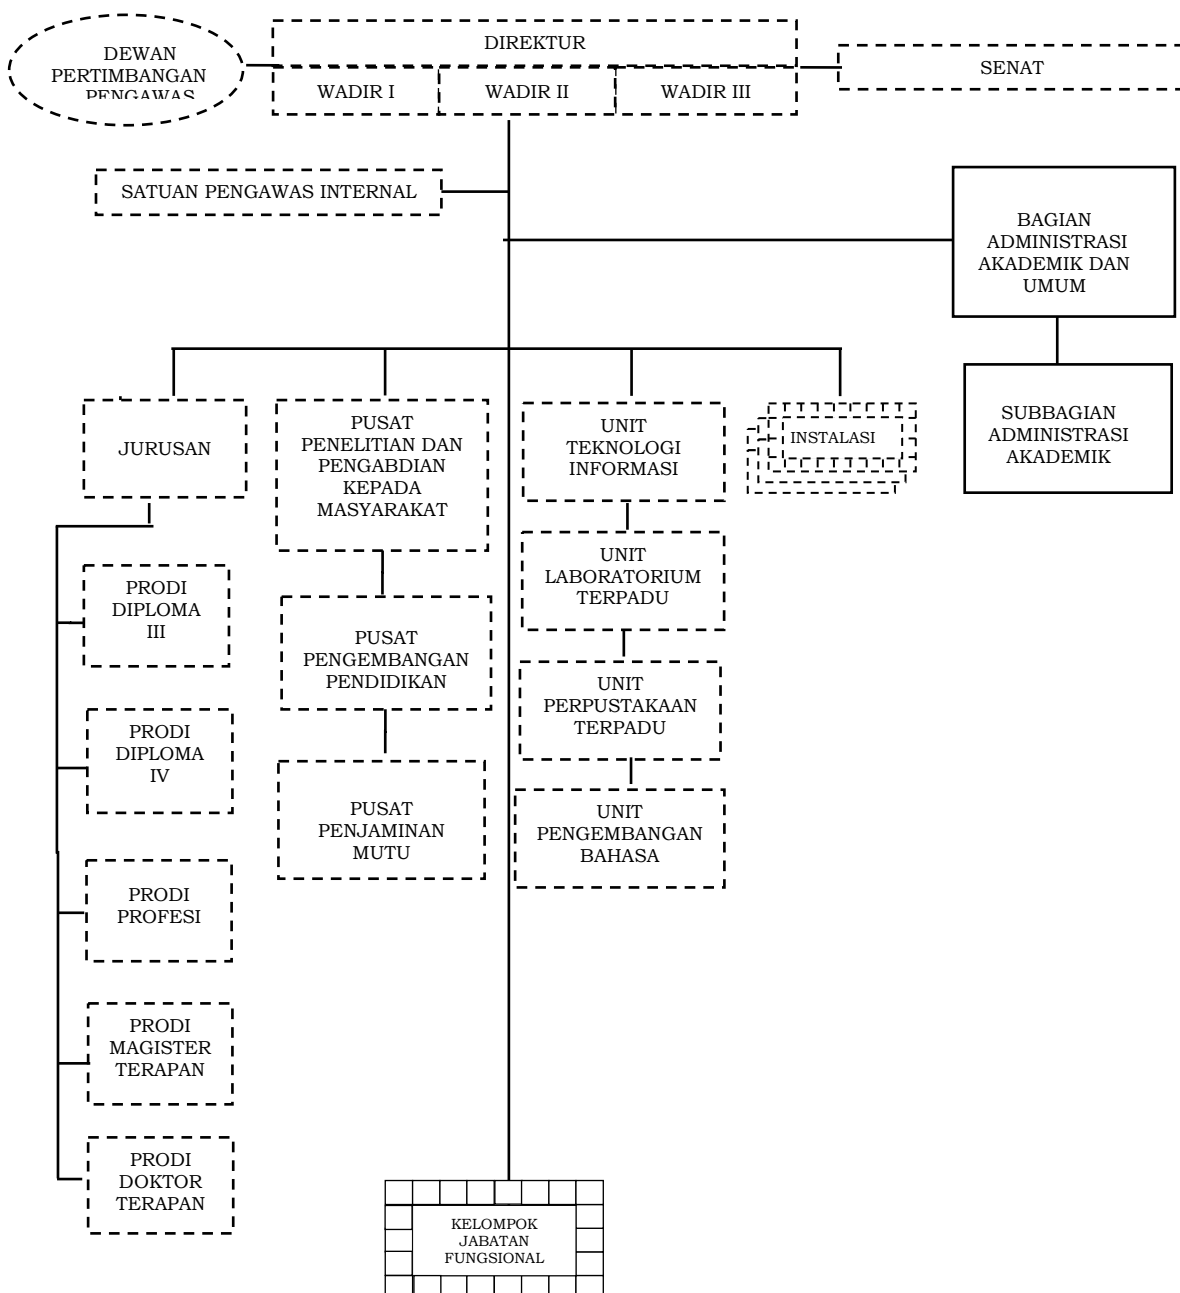 DEWAN
PERTIMBANGAN
PENGAWAS
DIREKTUR
WADIR I
WADIR II
WADIR III
SENAT
SATUAN PENGAWAS INTERNAL
BAGIAN
ADMINISTRASI
AKADEMIK DAN
UMUM
SUBBAGIAN
ADMINISTRASI
AKADEMIK
JURUSAN
PUSAT
PENELITIAN DAN
PENGABDIAN
KEPADA
MASYARAKAT
UNIT
TEKNOLOGI
INFORMASI
INSTALASI
PRODI
DIPLOMA
III
PUSAT
PENGEMBANGAN
PENDIDIKAN
UNIT
LABORATORIUM
TERPADU
UNIT
PERPUSTAKAAN
TERPADU
PRODI
DIPLOMA
IV
PUSAT
PENJAMINAN
MUTU
UNIT
PENGEMBANGAN
BAHASA
PRODI
PROFESI
PRODI
MAGISTER
TERAPAN
PRODI
DOKTOR
TERAPAN
KELOMPOK
JABATAN
FUNGSIONAL